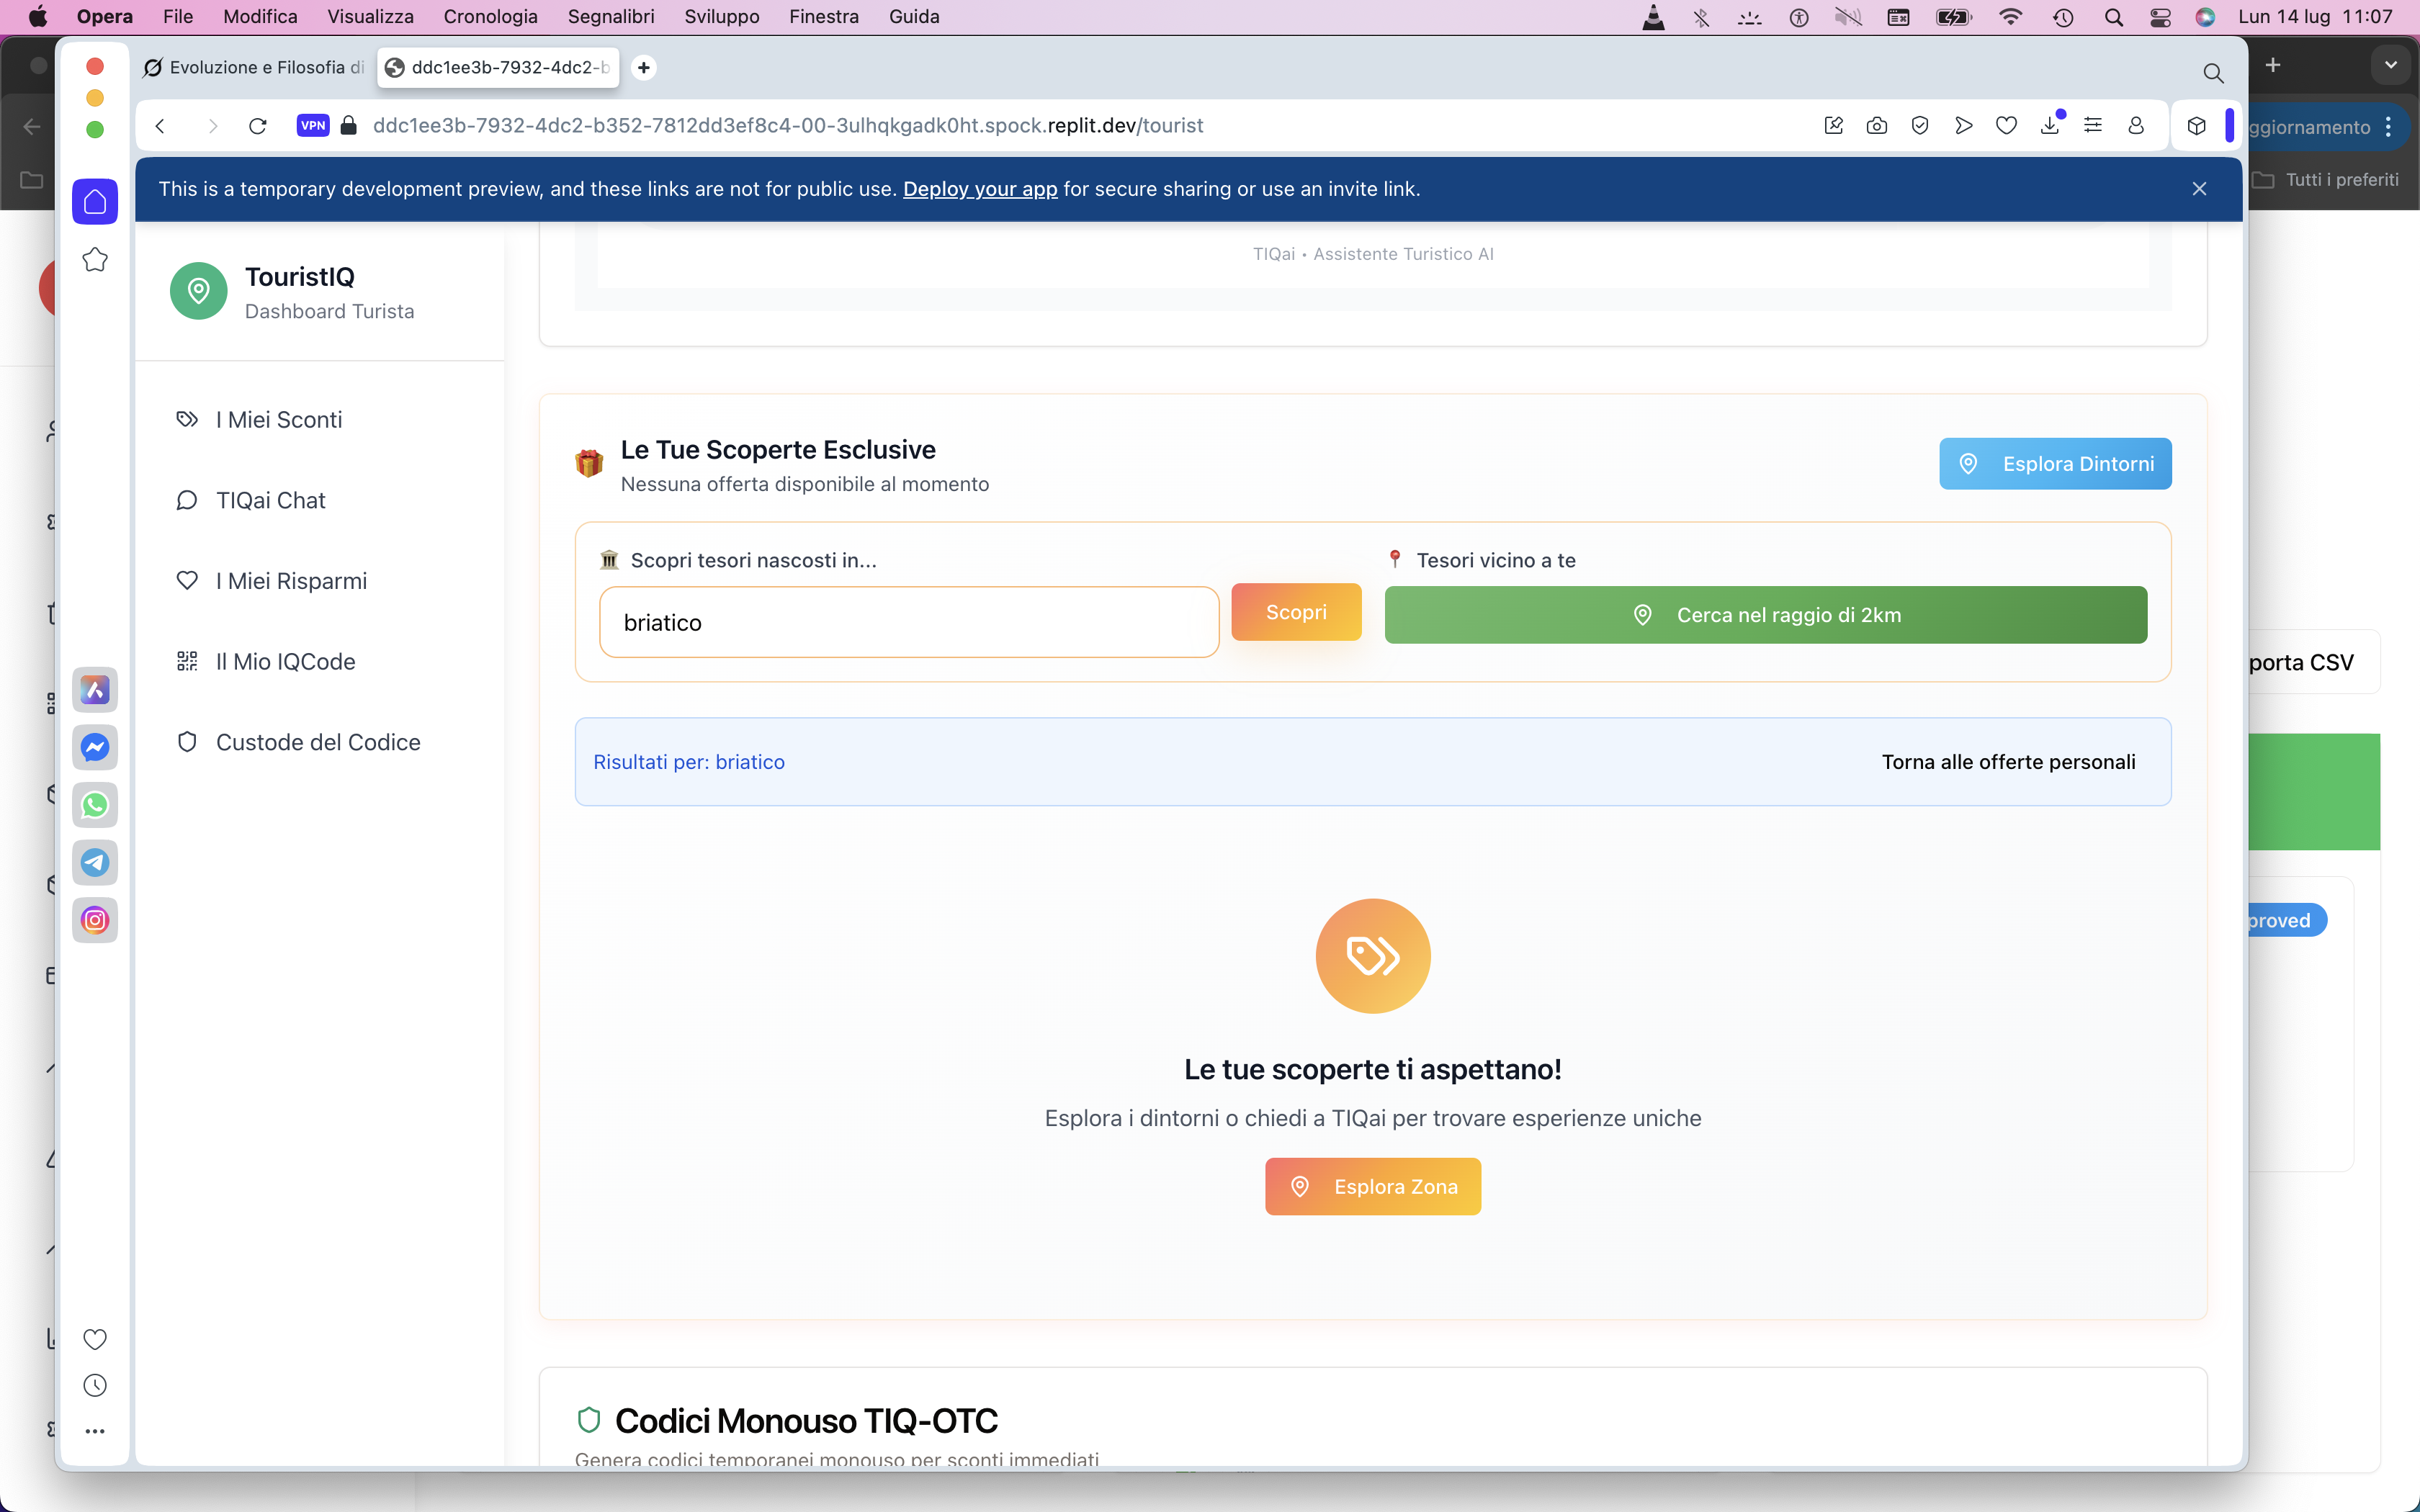 Opera File Modifica Visualizza Cronologia Segnalibri Sviluppo Finestra Guida Lun 14 lug 11:07
Evoluzione e Filosofia di ddc1ee3b-7932-4dc2-b
VPN ddc1ee3b-7932-4dc2-b352-7812dd3ef8c4-00-3ulhqkgadk0ht.spock.replit.dev/tourist
ggiornamento
Tutti i preferiti
This is a temporary development preview, and these links are not for public use. Deploy your app for secure sharing or use an invite link.
TouristIQ
Dashboard Turista
I Miei Sconti
TIQai Chat
I Miei Risparmi
Il Mio IQCode
Custode del Codice
TIQai • Assistente Turistico AI
Le Tue Scoperte Esclusive
Nessuna offerta disponibile al momento
Esplora Dintorni
Scopri tesori nascosti in...
briatico
Scopri
Tesori vicino a te
Cerca nel raggio di 2km
Risultati per: briatico
Torna alle offerte personali
Le tue scoperte ti aspettano!
Esplora i dintorni o chiedi a TIQai per trovare esperienze uniche
Esplora Zona
Codici Monouso TIQ-OTC
Genera codici temporanei monouso per sconti immediati
porta CSV
proved